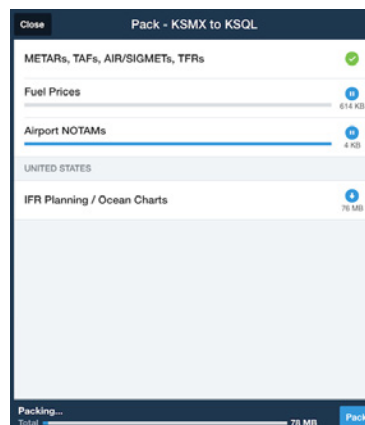 Close
Pack - KSMX to KSQL
METARs, TAFs, AIR/SIGMETs, TFRs
Fuel Prices
614 KB
Airport NOTAMs
4 KB
UNITED STATES
IFR Planning / Ocean Charts
76 MB
Packing...
Total
78 MB
Pack